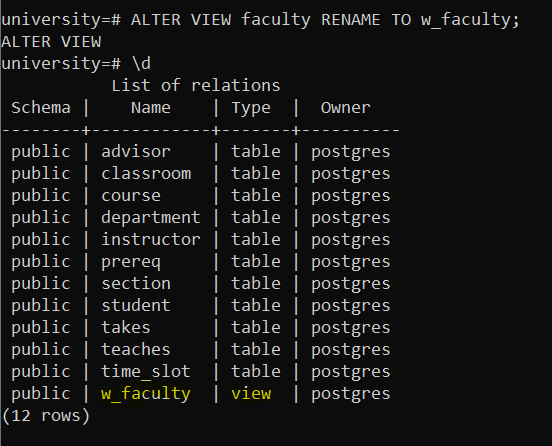 university=# ALTER VIEW faculty RENAME TO w_faculty;
ALTER VIEW
university=# \d
           List of relations
 Schema |    Name    | Type  |  Owner
--------+------------+-------+----------
 public | advisor    | table | postgres
 public | classroom  | table | postgres
 public | course     | table | postgres
 public | department | table | postgres
 public | instructor | table | postgres
 public | prereq     | table | postgres
 public | section    | table | postgres
 public | student    | table | postgres
 public | takes      | table | postgres
 public | teaches    | table | postgres
 public | time_slot  | table | postgres
 public | w_faculty  | view  | postgres
(12 rows)